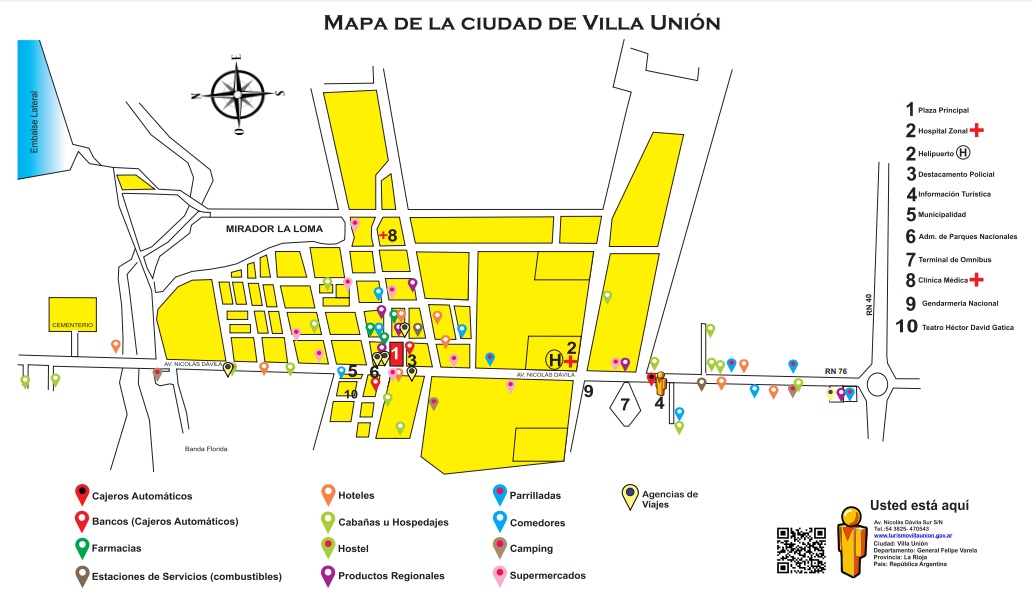 MAPA DE LA CIUDAD DE VILLA UNIÓN
E
N
S
O
Embalse Lateral
1 Plaza Principal
2 Hospital Zonal
2 Helipuerto H
3 Destacamento Policial
4 Información Turistica
5 Municipalidad
6 Adm. de Parques Nacionales
7 Terminal de Omnibus
8 Clínica Médica
9 Gendarmería Nacional
10 Teatro Héctor David Gatica
MIRADOR LA LOMA
8
CEMENTERIO
RN 40
AV. NICOLÁS DÁVILA
1
3
H
2
5
6
10
AV. NICOLÁS DÁVILA
9
7
4
RN 76
Banda Florida
Cajeros Automáticos
Bancos (Cajeros Automáticos)
Farmacias
Estaciones de Servicios (combustibles)
Hoteles
Cabañas u Hospedajes
Hostel
Productos Regionales
Parrilladas
Comedores
Camping
Supermercados
Agencias de
Viajes
Usted está aquí
Av. Nicolás Dávila Sur S/N
Tel.:54 3825- 470543
www.turismovillaunion.gov.ar
Ciudad: Villa Unión
Departamento: General Felipe Varela
Provincia: La Rioja
Pais: República Argentina